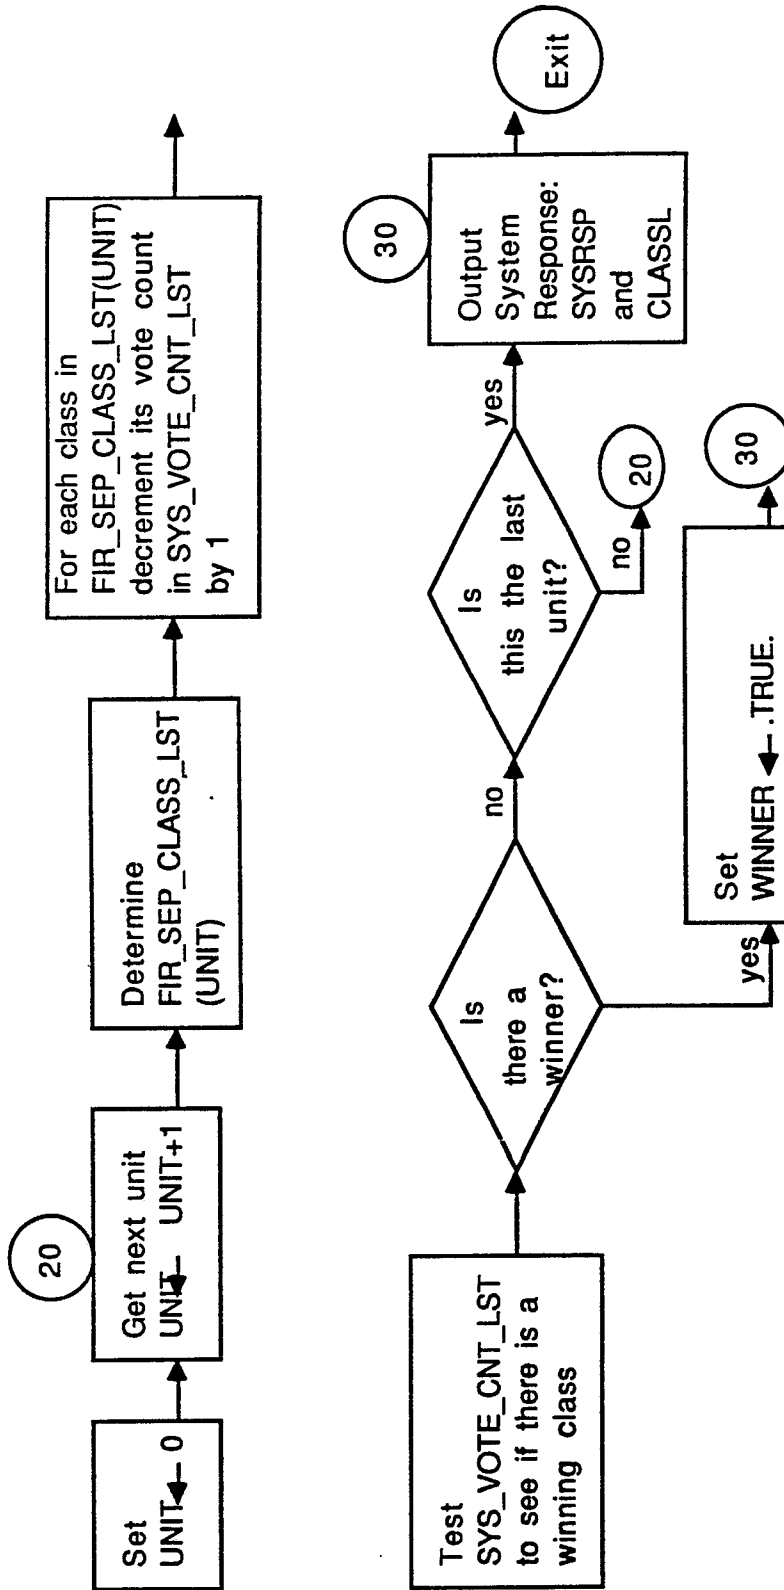 Set
UNIT ← 0
20
Get next unit
UNIT ← UNIT+1
Determine
FIR_SEP_CLASS_LST
(UNIT)
For each class in
FIR_SEP_CLASS_LST(UNIT)
decrement its vote count
in SYS_VOTE_CNT_LST
by 1
Test
SYS_VOTE_CNT_LST
to see if there is a
winning class
Is
there a
winner?
no
yes
Is
this the last
unit?
yes
no
20
30
Output
System
Response:
SYSRSP
and
CLASSL
Exit
Set
WINNER ← .TRUE.
30